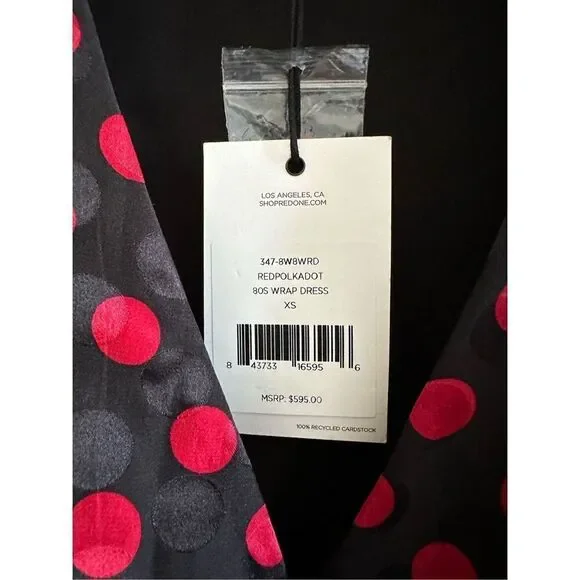 LOS ANGELES, CA
SHOPREDONE.COM
347-8W8WRD
REDPOLKADOT
80S WRAP DRESS
XS
8 43733 16595 6
MSRP: $595.00
100% RECYCLED CARDSTOCK